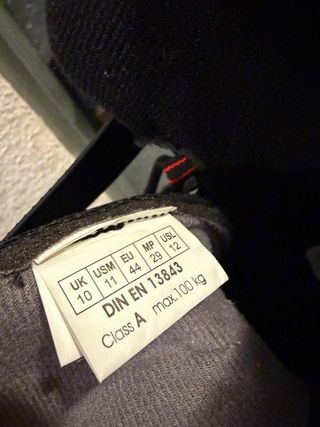 UK USM EU MP USL
10 11 44 29 12
DIN EN 13843
Class A max.100 kg